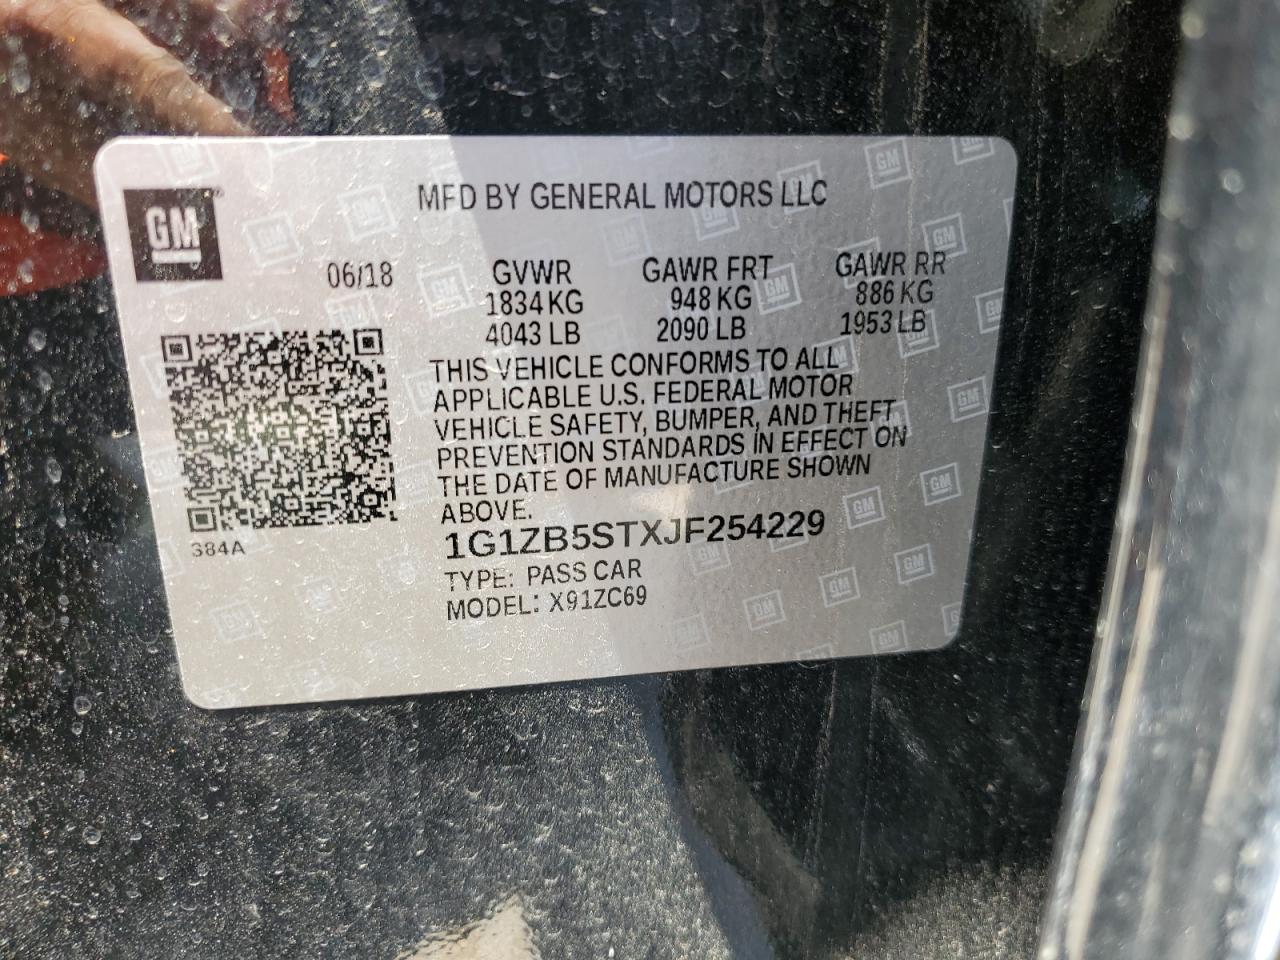 MFD BY GENERAL MOTORS LLC
GM
06/18 GVWR GAWR FRT GAWR RR
1834 KG 948 KG 886 KG
4043 LB 2090 LB 1953 LB
THIS VEHICLE CONFORMS TO ALL
APPLICABLE U.S. FEDERAL MOTOR
VEHICLE SAFETY, BUMPER, AND THEFT
PREVENTION STANDARDS IN EFFECT ON
THE DATE OF MANUFACTURE SHOWN
ABOVE.
384A
1G1ZB5STXJF254229
TYPE: PASS CAR
MODEL: X91ZC69